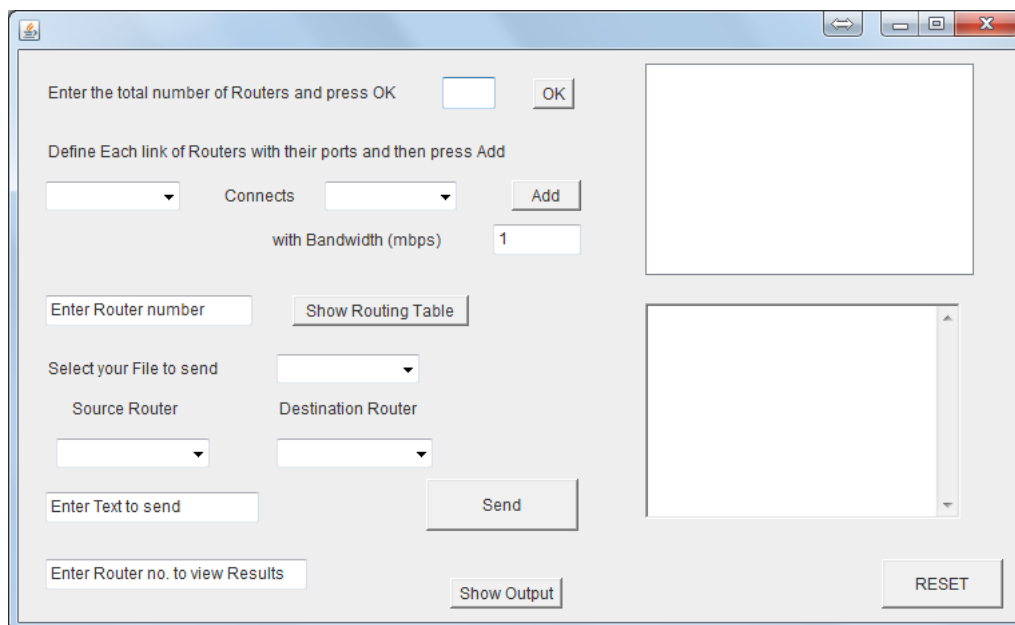 Enter the total number of Routers and press OK
OK
Define Each link of Routers with their ports and then press Add
Connects
Add
with Bandwidth (mbps)
1
Enter Router number
Show Routing Table
Select your File to send
Source Router
Destination Router
Enter Text to send
Send
Enter Router no. to view Results
Show Output
RESET